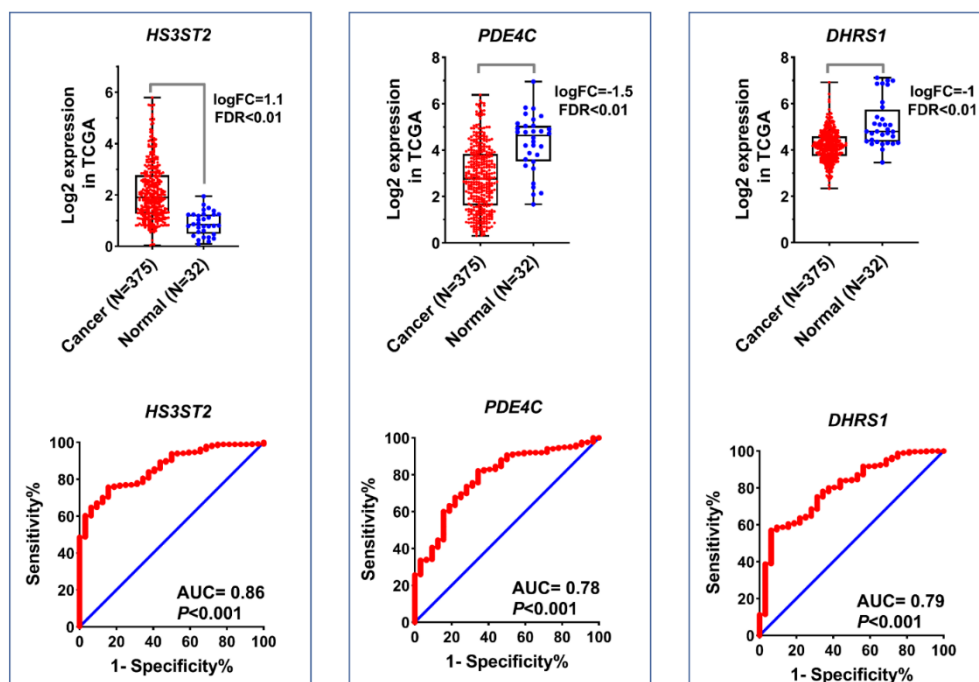 HS3ST2
Log2 expression
in TCGA
8
6
4
2
0
logFC=1.1
FDR<0.01
Cancer (N=375)
Normal (N=32)
HS3ST2
Sensitivity%
100
80
60
40
20
0
AUC= 0.86
P<0.001
0 20 40 60 80 100
1- Specificity%
PDE4C
Log2 expression
in TCGA
8
6
4
2
0
logFC=-1.5
FDR<0.01
Cancer (N=375)
Normal (N=32)
PDE4C
Sensitivity%
100
80
60
40
20
0
AUC= 0.78
P<0.001
0 20 40 60 80 100
1- Specificity%
DHRS1
Log2 expression
in TCGA
8
6
4
2
0
logFC=-1
FDR<0.01
Cancer (N=375)
Normal (N=32)
DHRS1
Sensitivity%
100
80
60
40
20
0
AUC= 0.79
P<0.001
0 20 40 60 80 100
1- Specificity%